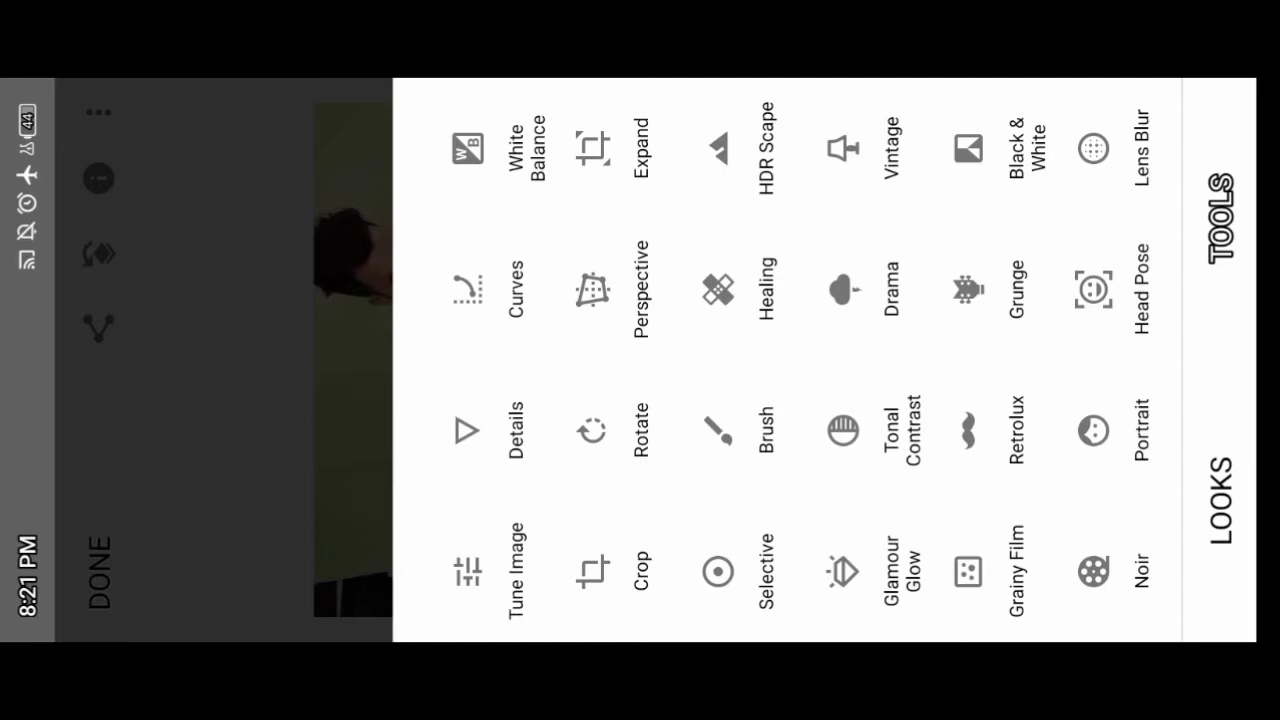 8:21 PM
44
DONE
Tune Image
Details
Curves
WB
White
Balance
Crop
Rotate
Perspective
Expand
Selective
Brush
Healing
HDR Scape
Glamour
Glow
Tonal
Contrast
Drama
Vintage
Grainy Film
Retrolux
Grunge
Black &
White
Noir
Portrait
Head Pose
Lens Blur
LOOKS
TOOLS